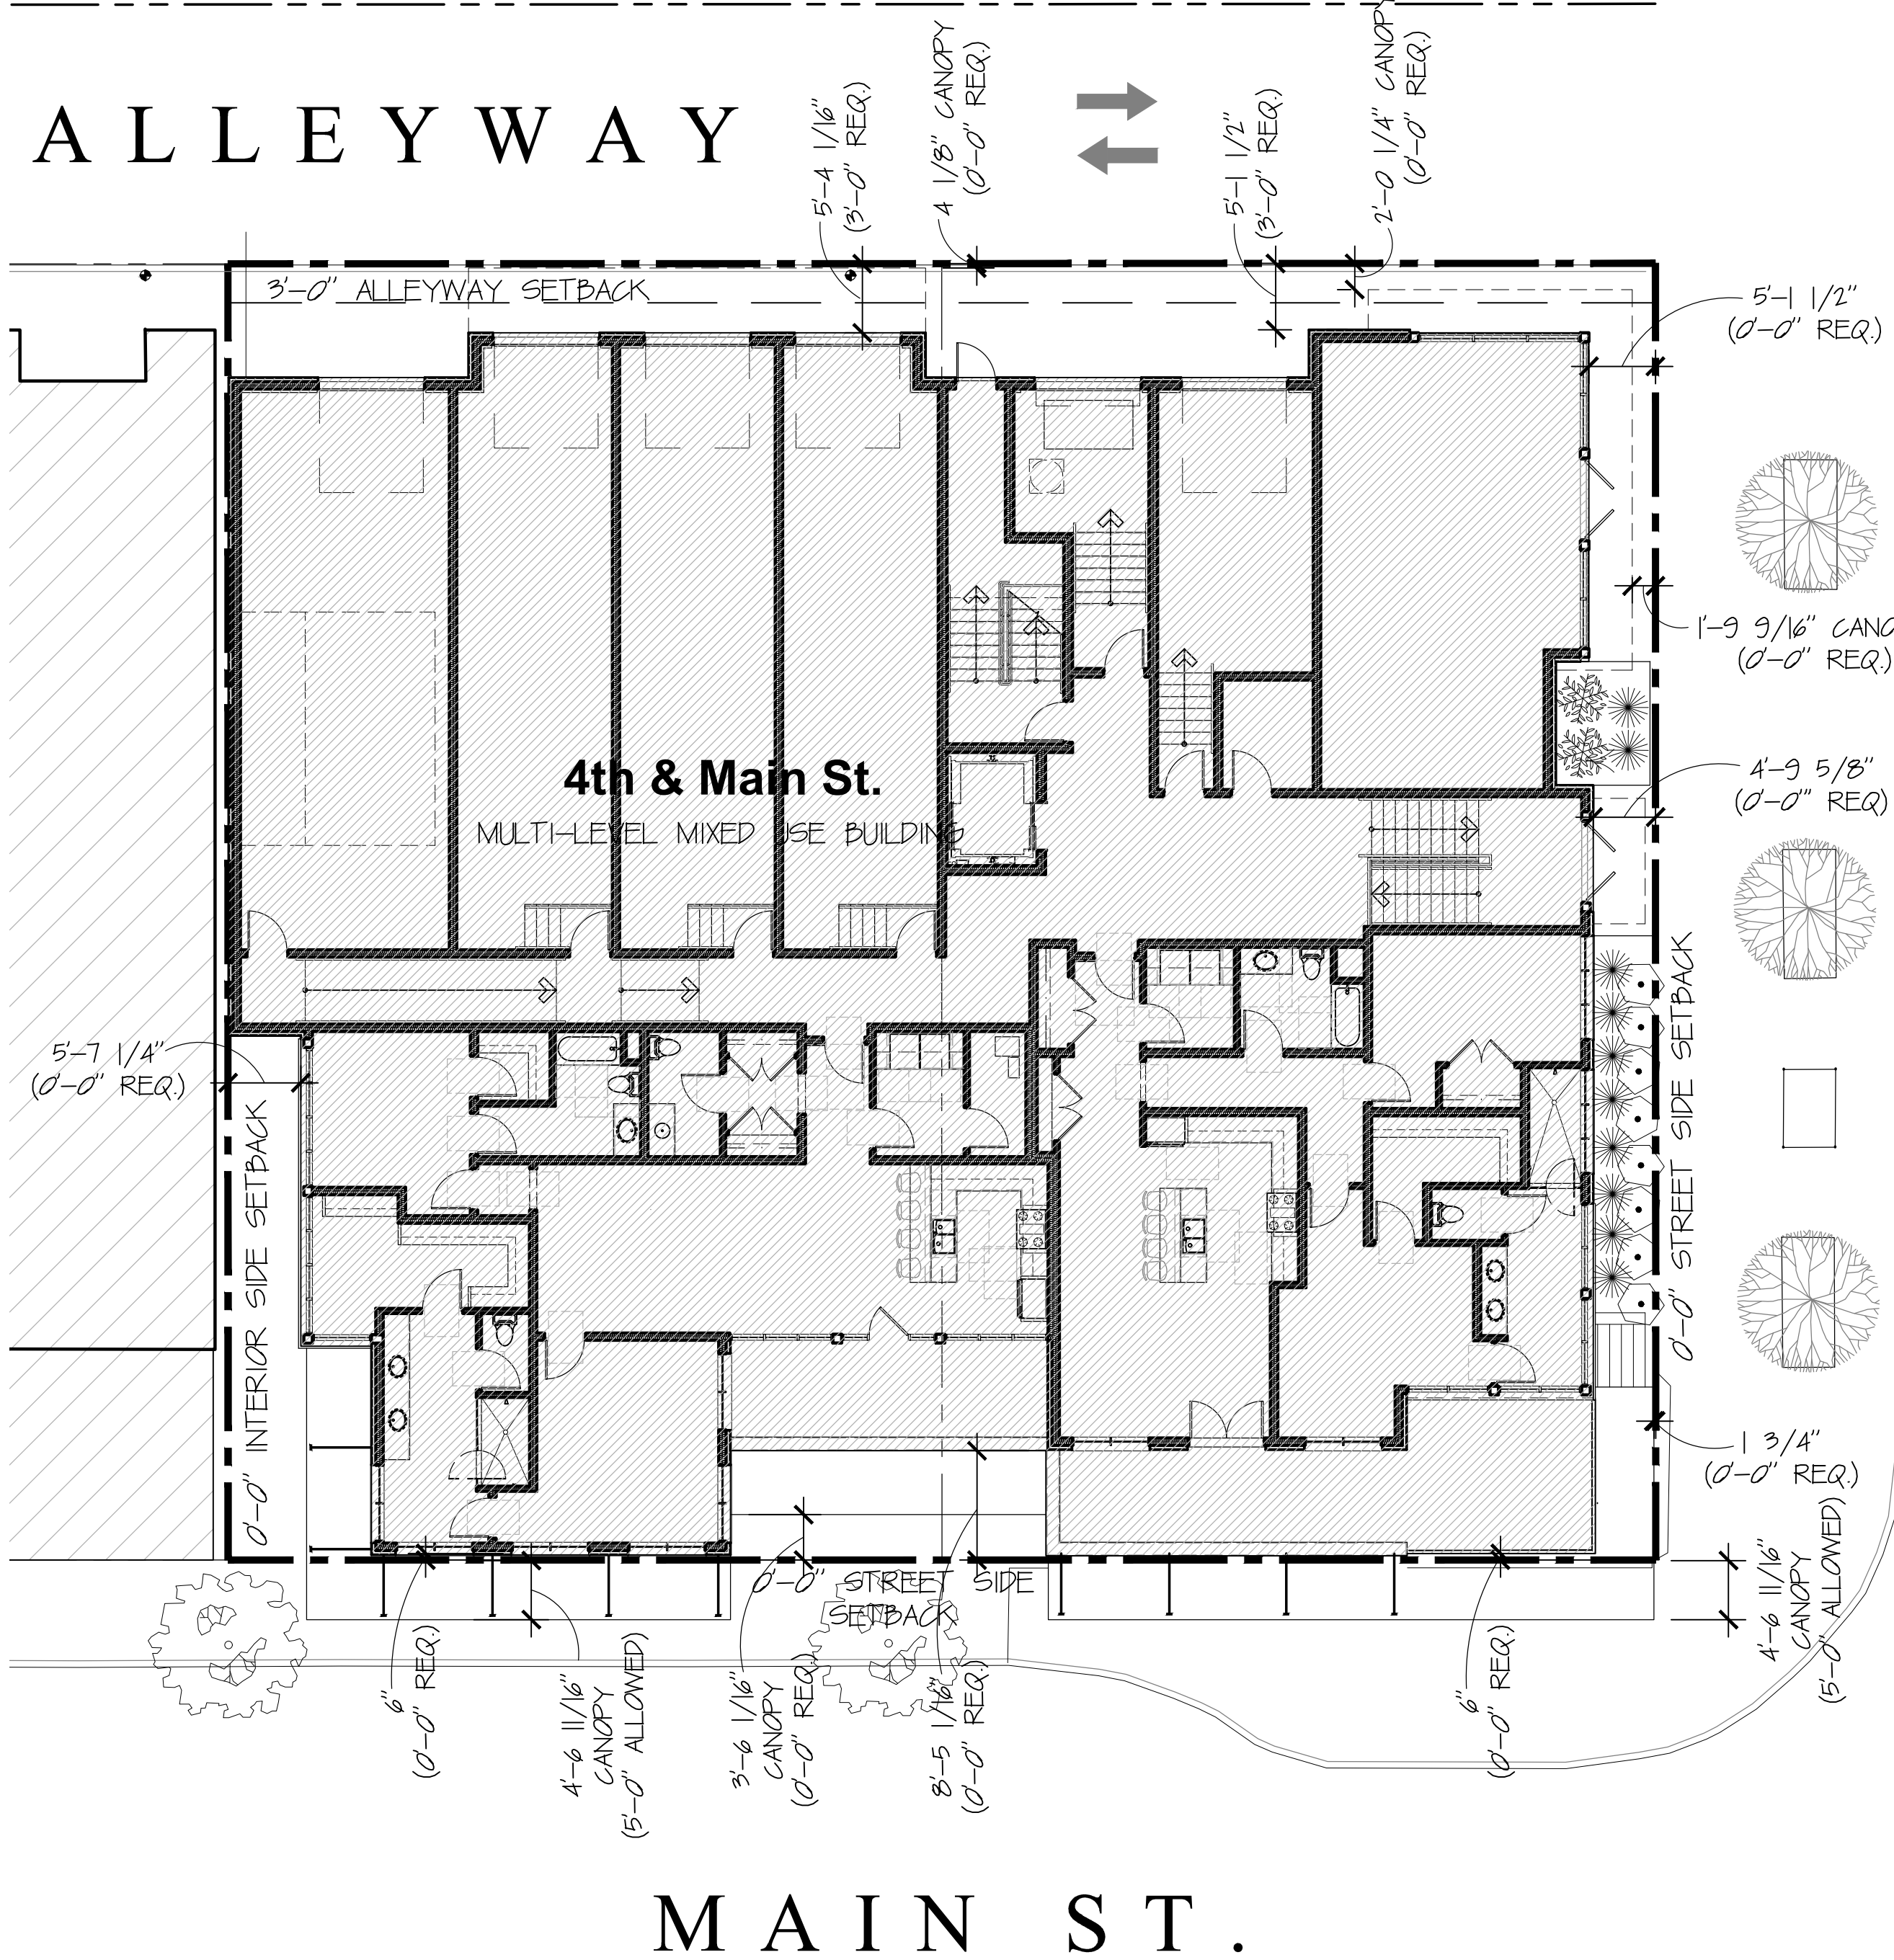 4 1/8" CANOPY
(0'-0" REQ.)
2'-0 1/4" CANOPY
(0'-0" REQ.)
ALLEYWAY
5'-4 1/16"
(3'-0" REQ.)
5'-1 1/2"
(3'-0" REQ.)
3'-0" ALLEYWAY SETBACK
5'-1 1/2"
(0'-0" REQ.)
1'-9 9/16" CANO
(0'-0" REQ.)
4th & Main St.
MULTI-LEVEL MIXED USE BUILDING
4'-9 5/8"
(0'-0'" REQ)
5'-7 1/4"
(0'-0" REQ.)
0'-0" INTERIOR SIDE SETBACK
0'-0" STREET SIDE SETBACK
1 3/4"
(0'-0" REQ.)
0'-0" STREET SIDE
SETBACK
4'-6 11/16"
CANOPY
(5'-0" ALLOWED)
6"
(0'-0" REQ.)
4'-6 11/16"
CANOPY
(5'-0" ALLOWED)
3'-6 1/16"
CANOPY
(0'-0" REQ.)
8'-5 1/16"
(0'-0" REQ.)
6"
(0'-0" REQ.)
MAIN ST.